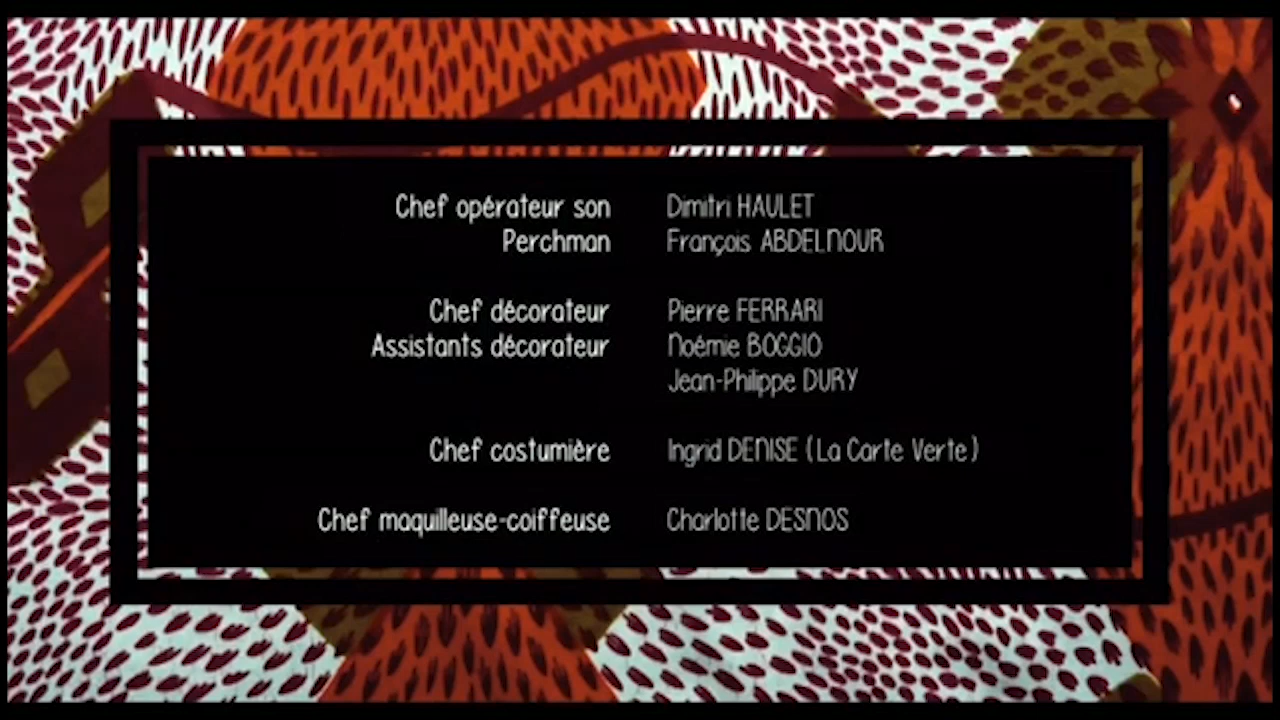 Chef opérateur son Dimitri HAULET
Perchman François ABDELNOUR
Chef décorateur Pierre FERRARI
Assistants décorateur Noémie BOGGIO
Jean-Philippe DURY
Chef costumière Ingrid DENISE (La Carte Verte)
Chef maquilleuse-coiffeuse Charlotte DESNOS